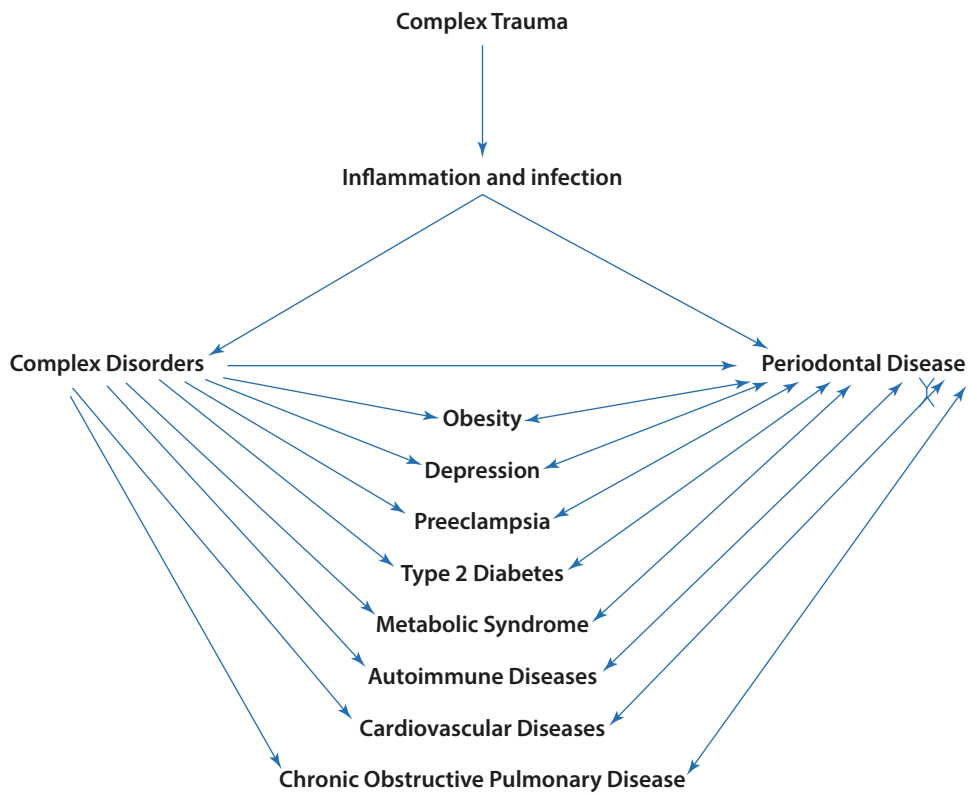 Complex Trauma
Inflammation and infection
Complex Disorders
Periodontal Disease
Obesity
Depression
Preeclampsia
Type 2 Diabetes
Metabolic Syndrome
Autoimmune Diseases
Cardiovascular Diseases
Chronic Obstructive Pulmonary Disease